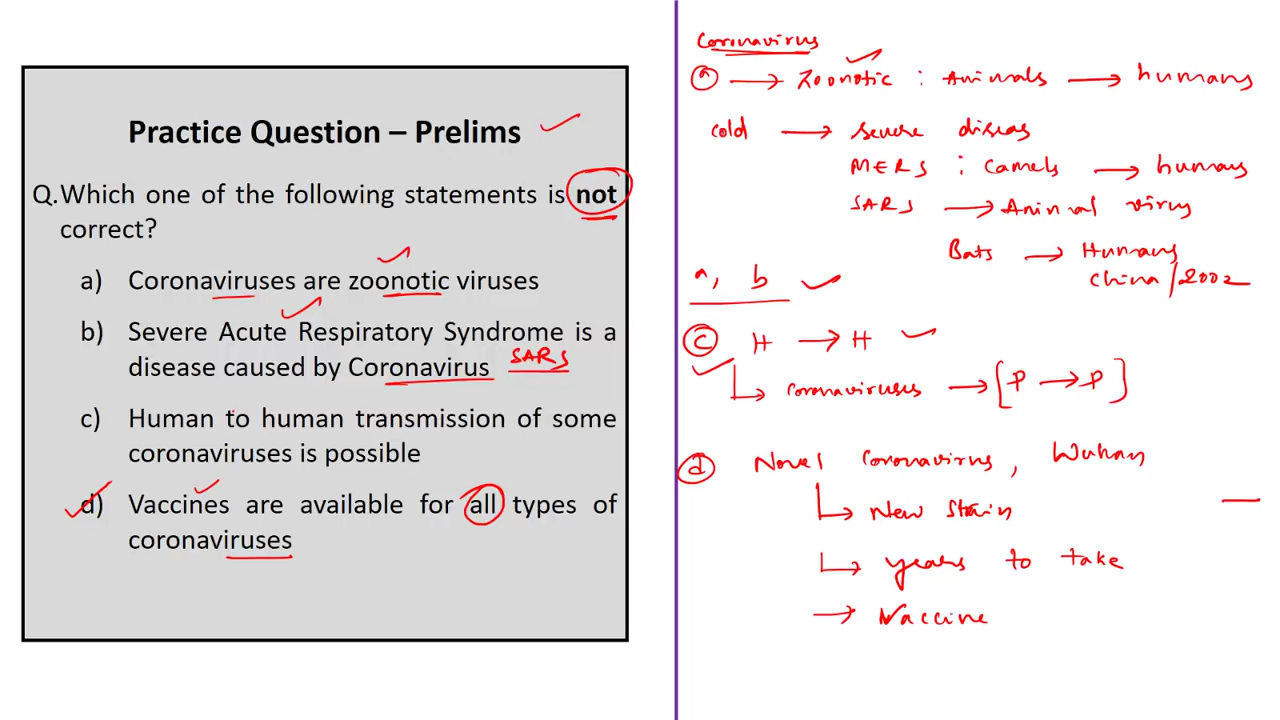 Practice Question – Prelims
Q.Which one of the following statements is not
correct?
a) Coronaviruses are zoonotic viruses
b) Severe Acute Respiratory Syndrome is a
disease caused by Coronavirus SARS
c) Human to human transmission of some
coronaviruses is possible
d) Vaccines are available for all types of
coronaviruses
Coronavirus
a → Zoonotic : Animals → humans
cold → Severe diseas
MERS : Camels → humans
SARS → Animal virus
Bats → Humans
China/2002
a, b
c H → H
Coronaviruses → [P → P]
d Novel Coronavirus, Wuhan
→ New Strain
→ years to take
→ Vaccine